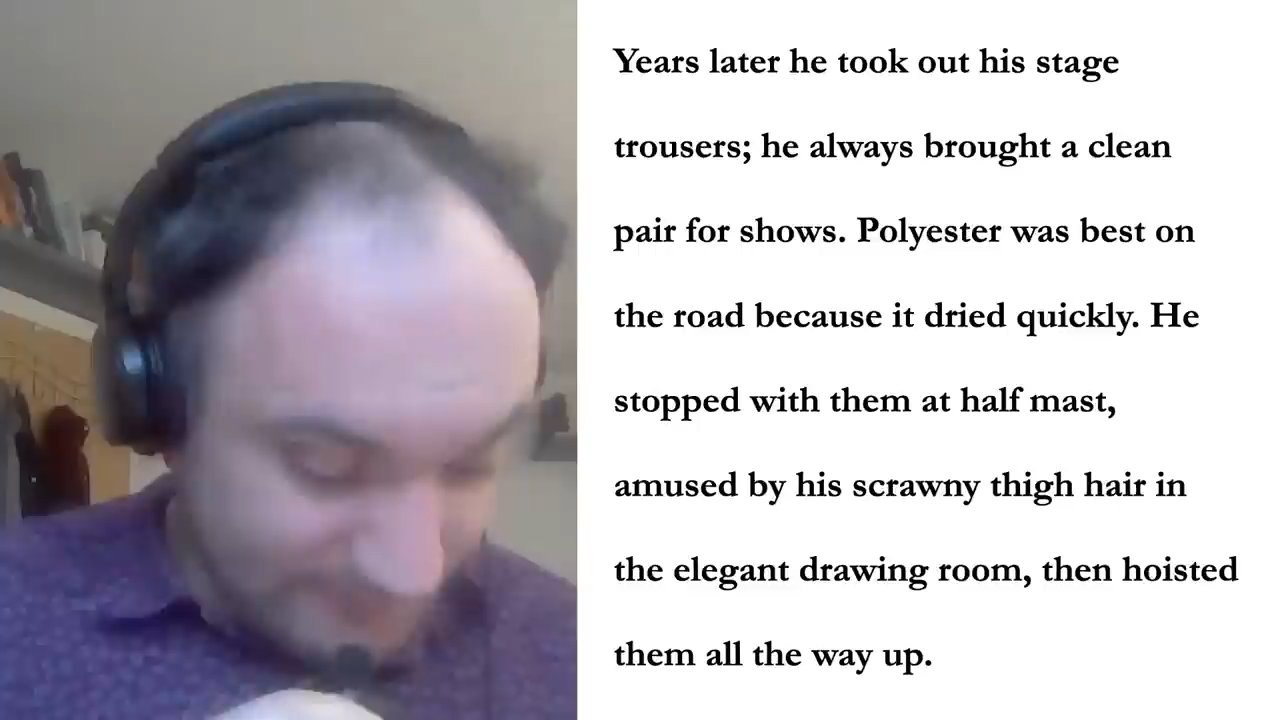 Years later he took out his stage
trousers; he always brought a clean
pair for shows. Polyester was best on
the road because it dried quickly. He
stopped with them at half mast,
amused by his scrawny thigh hair in
the elegant drawing room, then hoisted
them all the way up.